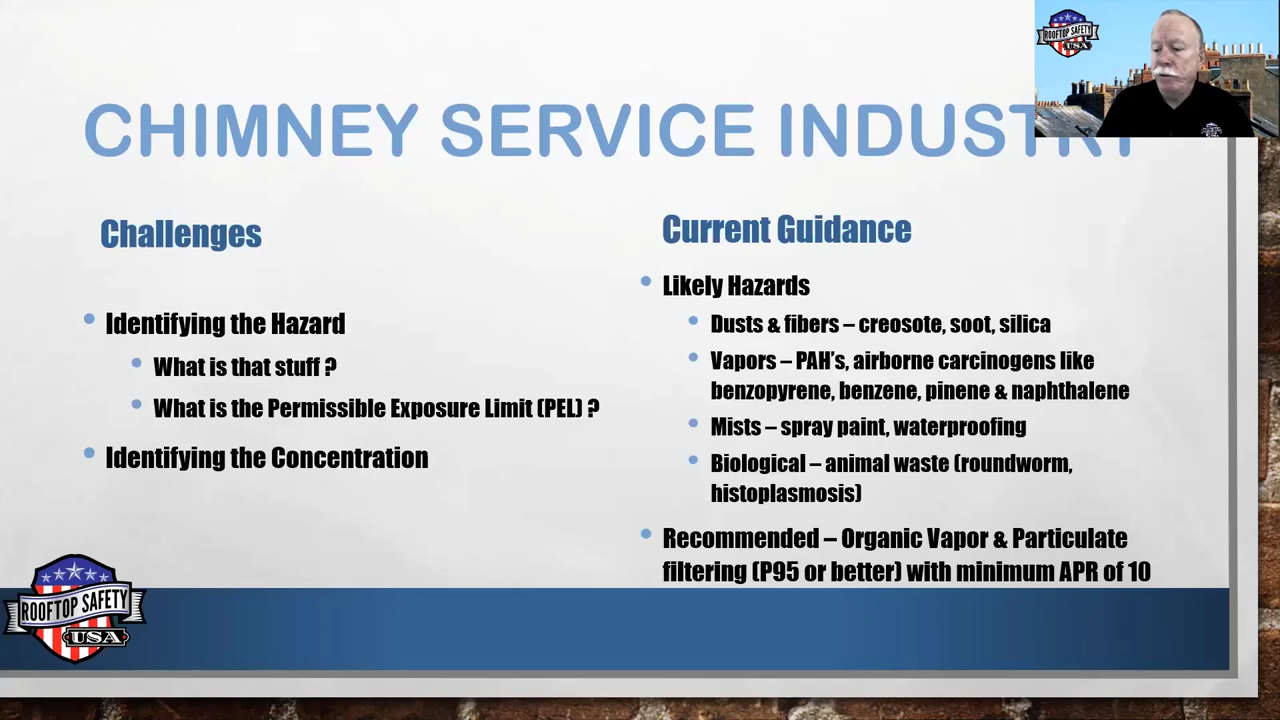 ROOFTOP SAFETY
USA
CHIMNEY SERVICE INDUSTRY
Challenges
Identifying the Hazard
What is that stuff ?
What is the Permissible Exposure Limit (PEL) ?
Identifying the Concentration
Current Guidance
Likely Hazards
Dusts & fibers – creosote, soot, silica
Vapors – PAH's, airborne carcinogens like
benzopyrene, benzene, pinene & naphthalene
Mists – spray paint, waterproofing
Biological – animal waste (roundworm,
histoplasmosis)
Recommended – Organic Vapor & Particulate
filtering (P95 or better) with minimum APR of 10
ROOFTOP SAFETY
USA